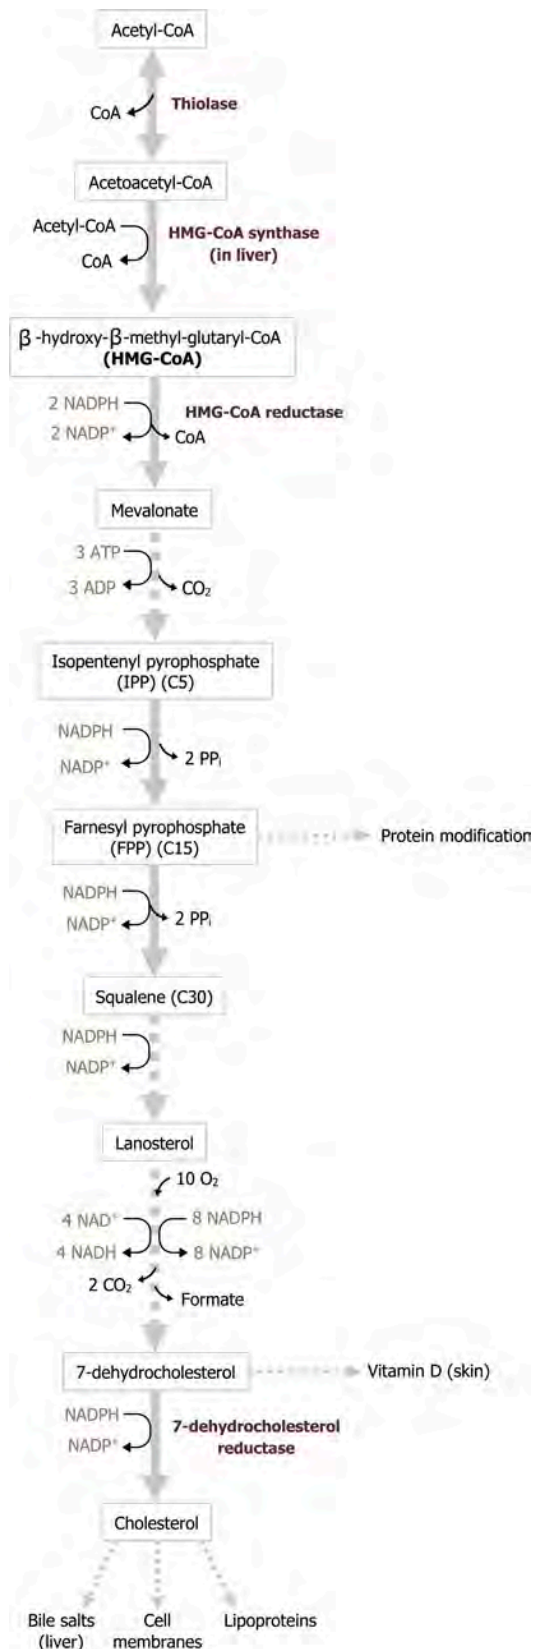 Acetyl-CoA
CoA
Thiolase
Acetoacetyl-CoA
Acetyl-CoA
CoA
HMG-CoA synthase
(in liver)
β-hydroxy-β-methyl-glutaryl-CoA
(HMG-CoA)
2 NADPH
2 NADP⁺
CoA
HMG-CoA reductase
Mevalonate
3 ATP
3 ADP
CO₂
Isopentenyl pyrophosphate
(IPP) (C5)
NADPH
NADP⁺
2 PPᵢ
Farnesyl pyrophosphate
(FPP) (C15)
Protein modification
NADPH
NADP⁺
2 PPᵢ
Squalene (C30)
NADPH
NADP⁺
Lanosterol
10 O₂
4 NAD⁺
8 NADPH
4 NADH
8 NADP⁺
2 CO₂
Formate
7-dehydrocholesterol
Vitamin D (skin)
NADPH
NADP⁺
7-dehydrocholesterol
reductase
Cholesterol
Bile salts
(liver)
Cell
membranes
Lipoproteins